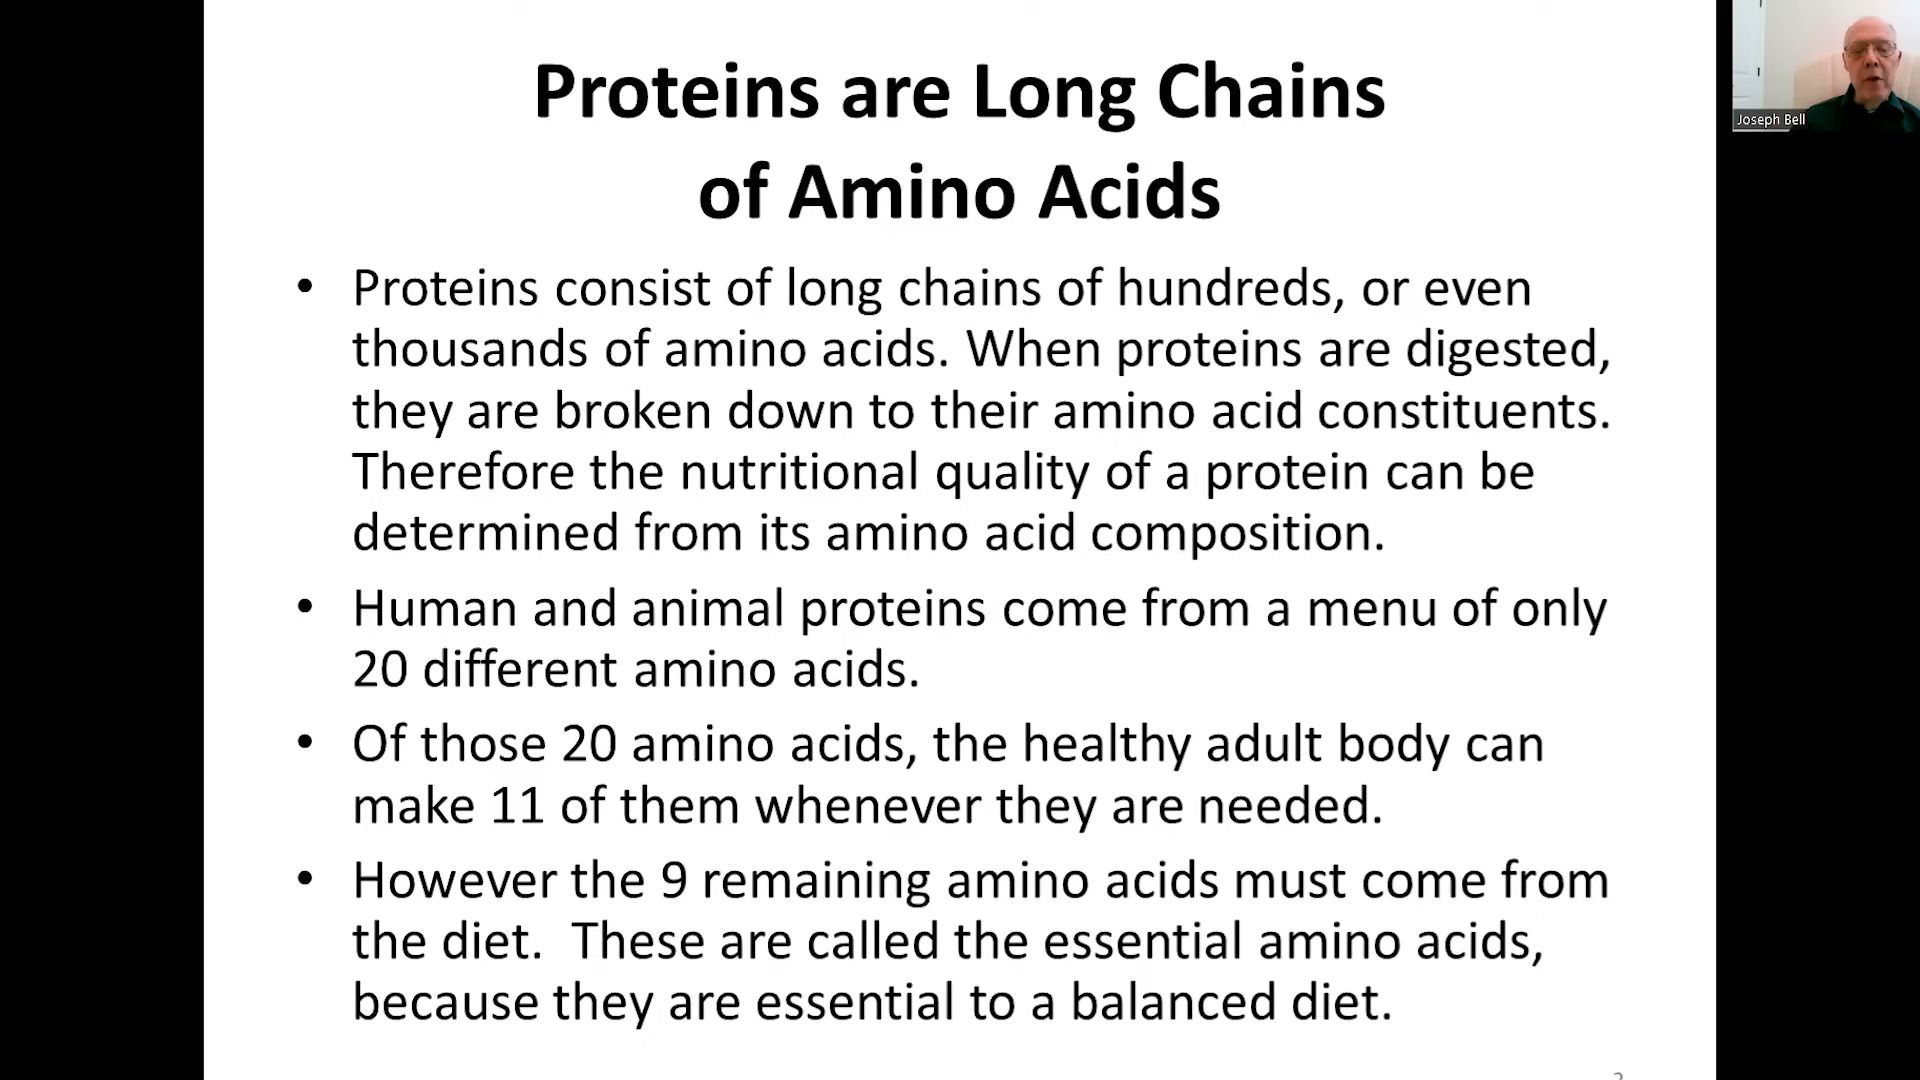 Proteins are Long Chains
of Amino Acids
• Proteins consist of long chains of hundreds, or even
thousands of amino acids. When proteins are digested,
they are broken down to their amino acid constituents.
Therefore the nutritional quality of a protein can be
determined from its amino acid composition.
• Human and animal proteins come from a menu of only
20 different amino acids.
• Of those 20 amino acids, the healthy adult body can
make 11 of them whenever they are needed.
• However the 9 remaining amino acids must come from
the diet.  These are called the essential amino acids,
because they are essential to a balanced diet.
Joseph Bell